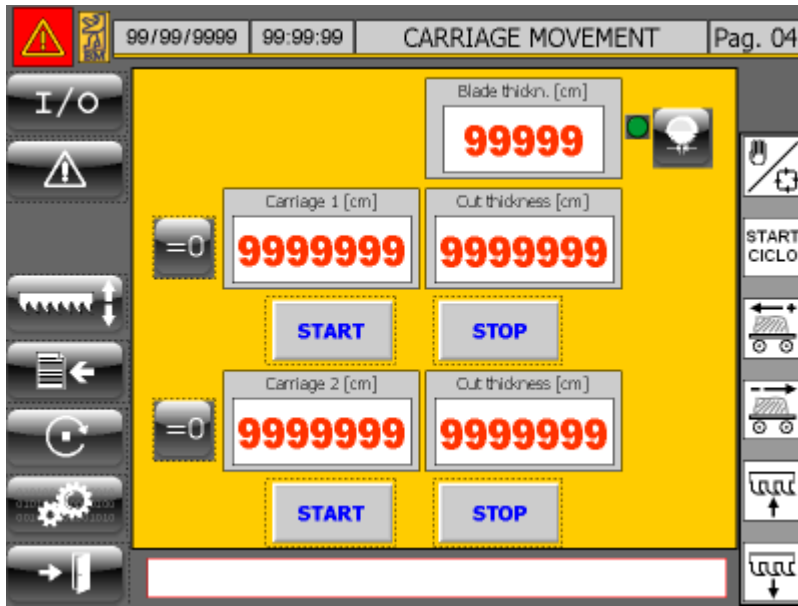 99/99/9999 99:99:99 CARRIAGE MOVEMENT Pag. 04
BM
I/O
Blade thickn. [cm]
99999
Carriage 1 [cm] Cut thickness [cm]
=0 9999999 9999999
START CICLO
START STOP
Carriage 2 [cm] Cut thickness [cm]
=0 9999999 9999999
START STOP